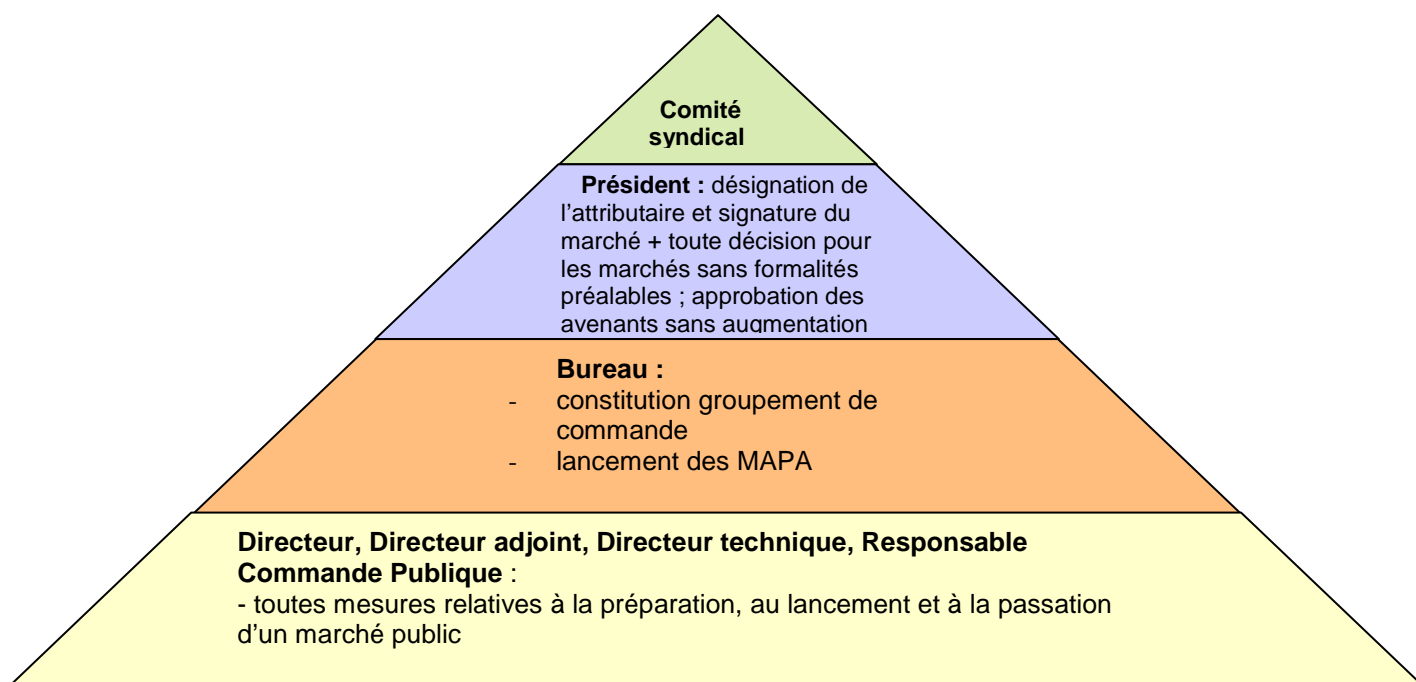 Comité
syndical
Président : désignation de
l’attributaire et signature du
marché + toute décision pour
les marchés sans formalités
préalables ; approbation des
avenants sans augmentation
Bureau :
- constitution groupement de
commande
- lancement des MAPA
Directeur, Directeur adjoint, Directeur technique, Responsable
Commande Publique :
- toutes mesures relatives à la préparation, au lancement et à la passation
d’un marché public